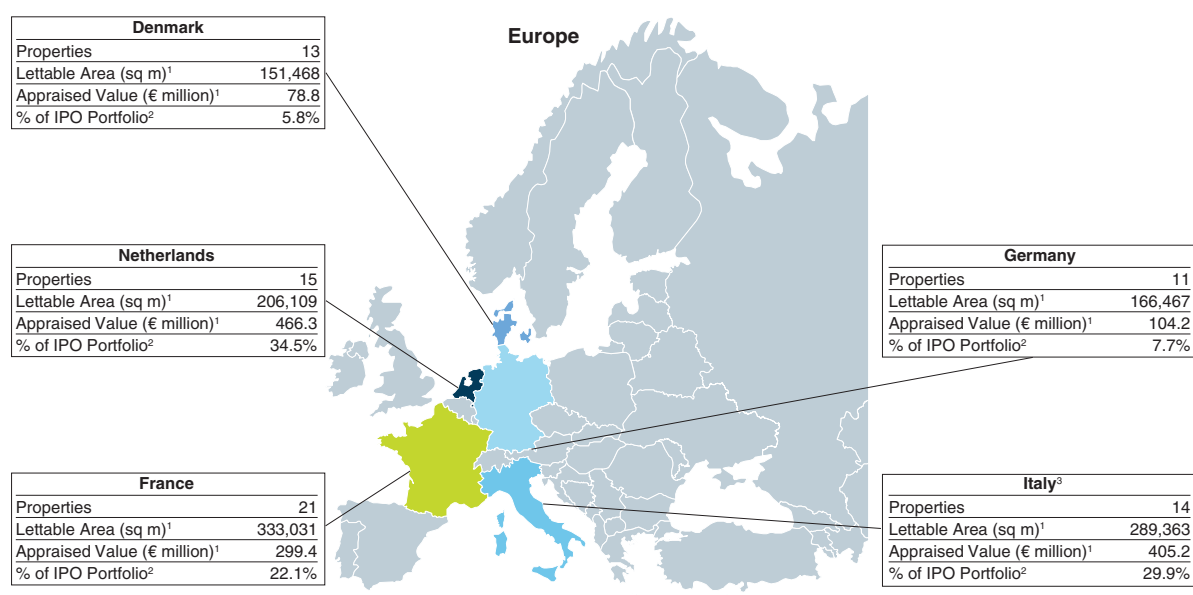 Europe
Denmark
Properties 13
Lettable Area (sq m)¹ 151,468
Appraised Value (€ million)¹ 78.8
% of IPO Portfolio² 5.8%
Netherlands
Properties 15
Lettable Area (sq m)¹ 206,109
Appraised Value (€ million)¹ 466.3
% of IPO Portfolio² 34.5%
Germany
Properties 11
Lettable Area (sq m)¹ 166,467
Appraised Value (€ million)¹ 104.2
% of IPO Portfolio² 7.7%
France
Properties 21
Lettable Area (sq m)¹ 333,031
Appraised Value (€ million)¹ 299.4
% of IPO Portfolio² 22.1%
Italy³
Properties 14
Lettable Area (sq m)¹ 289,363
Appraised Value (€ million)¹ 405.2
% of IPO Portfolio² 29.9%